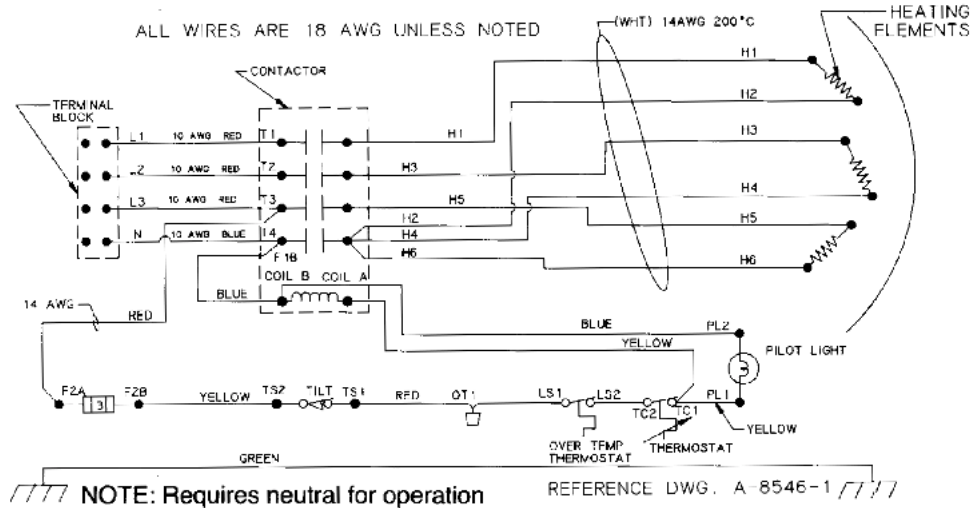 ALL WIRES ARE 18 AWG UNLESS NOTED
(WHT) 14AWG 200°C
HEATING
ELEMENTS
CONTACTOR
TERMINAL
BLOCK
H1
H2
L1 10 AWG RED T1 H1
H3
L2 10 AWG RED T2 H3
H4
L3 10 AWG RED T3 H5
H2
H5
N 10 AWG BLUE T4 H4
F1B H6
H6
COIL B COIL A
BLUE
14 AWG
RED
BLUE PL2
YELLOW
PILOT LIGHT
F2A F2B YELLOW TS2 TILT TS1 RED OT1 LS1 LS2 TC2 TC1 PL1
3
YELLOW
OVER TEMP
THERMOSTAT
THERMOSTAT
GREEN
NOTE: Requires neutral for operation
REFERENCE DWG. A-8546-1